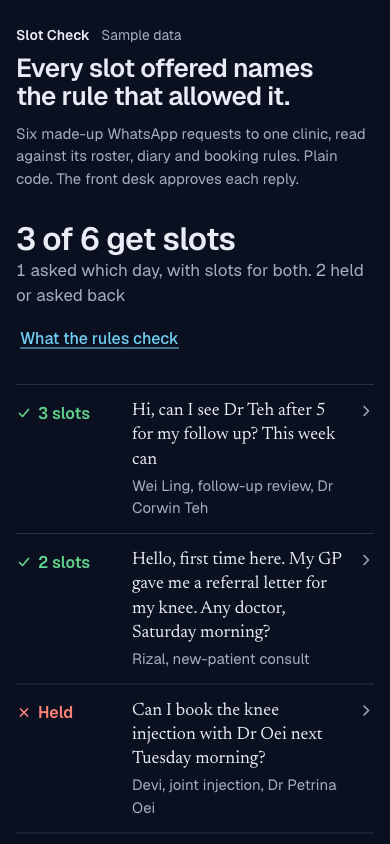 Slot Check Sample data
Every slot offered names
the rule that allowed it.
Six made-up WhatsApp requests to one clinic, read
against its roster, diary and booking rules. Plain
code. The front desk approves each reply.
3 of 6 get slots
1 asked which day, with slots for both. 2 held
or asked back
What the rules check
3 slots
Hi, can I see Dr Teh after 5
for my follow up? This week
can
Wei Ling, follow-up review, Dr
Corwin Teh
2 slots
Hello, first time here. My GP
gave me a referral letter for
my knee. Any doctor,
Saturday morning?
Rizal, new-patient consult
Held
Can I book the knee
injection with Dr Oei next
Tuesday morning?
Devi, joint injection, Dr Petrina
Oei